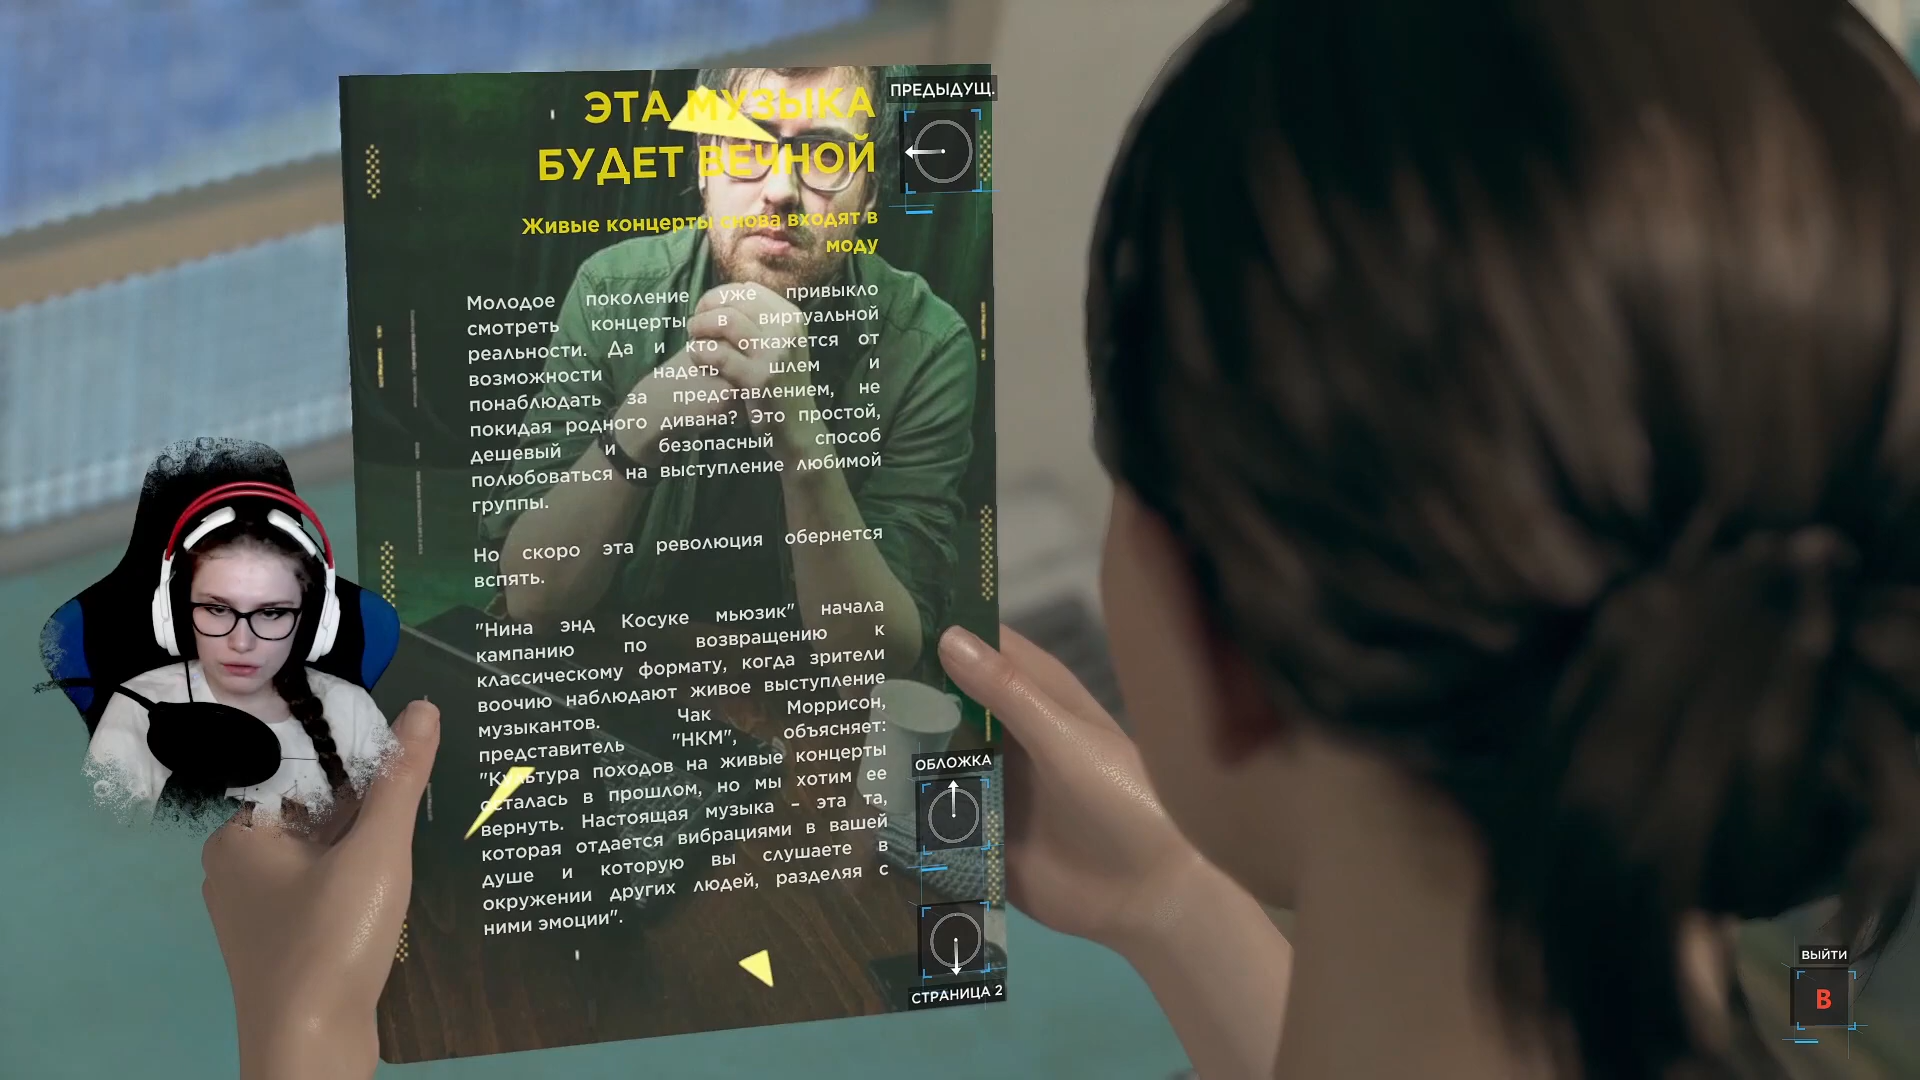 ЭТА МУЗЫКА
БУДЕТ ВЕЧНОЙ
Живые концерты снова входят в
моду
Молодое поколение уже привыкло
смотреть концерты в виртуальной
реальности. Да и кто откажется от
возможности надеть шлем и
понаблюдать за представлением, не
покидая родного дивана? Это простой,
дешевый и безопасный способ
полюбоваться на выступление любимой
группы.
Но скоро эта революция обернется
вспять.
"Нина энд Косуке мьюзик" начала
кампанию по возвращению к
классическому формату, когда зрители
воочию наблюдают живое выступление
музыкантов. Чак Моррисон,
представитель "НКМ", объясняет:
"Культура походов на живые концерты
осталась в прошлом, но мы хотим ее
вернуть. Настоящая музыка – эта та,
которая отдается вибрациями в вашей
душе и которую вы слушаете в
окружении других людей, разделяя с
ними эмоции".
ПРЕДЫДУЩ.
ОБЛОЖКА
СТРАНИЦА 2
ВЫЙТИ
B